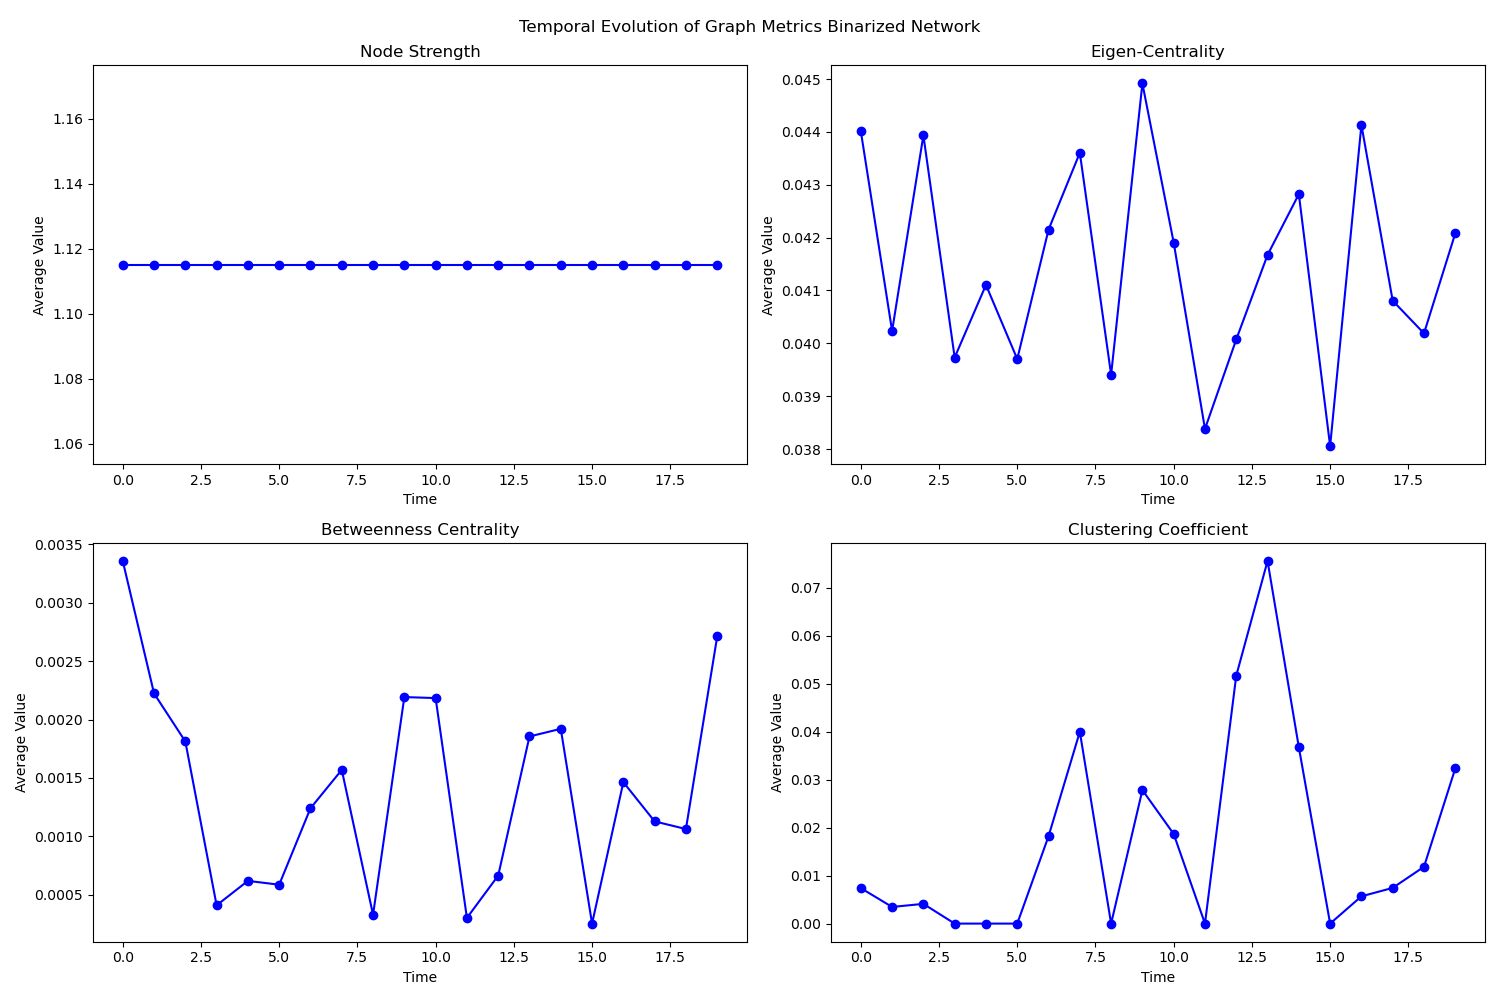 Temporal Evolution of Graph Metrics Binarized Network
Node Strength
Average Value
1.16
1.14
1.12
1.10
1.08
1.06
0.0 2.5 5.0 7.5 10.0 12.5 15.0 17.5
Time
Eigen-Centrality
Average Value
0.045
0.044
0.043
0.042
0.041
0.040
0.039
0.038
0.0 2.5 5.0 7.5 10.0 12.5 15.0 17.5
Time
Betweenness Centrality
Average Value
0.0035
0.0030
0.0025
0.0020
0.0015
0.0010
0.0005
0.0 2.5 5.0 7.5 10.0 12.5 15.0 17.5
Time
Clustering Coefficient
Average Value
0.07
0.06
0.05
0.04
0.03
0.02
0.01
0.00
0.0 2.5 5.0 7.5 10.0 12.5 15.0 17.5
Time